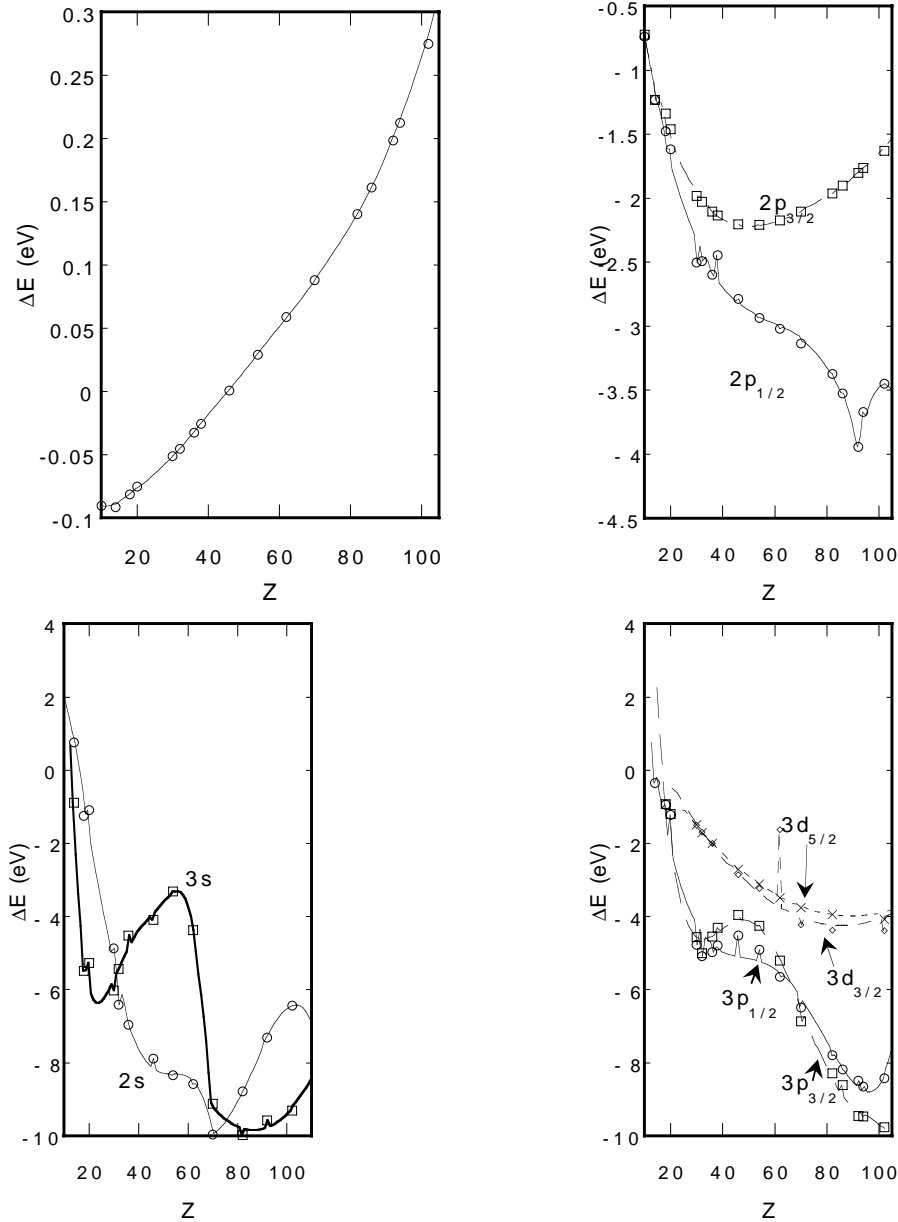 0.3
0.25
0.2
0.15
0.1
0.05
0
-0.05
-0.1
ΔE (eV)
20 40 60 80 100
Z
-0.5
- 1
-1.5
- 2
-2.5
- 3
-3.5
- 4
-4.5
ΔE (eV)
2p3/2
2p1/2
20 40 60 80 100
Z
4
2
0
- 2
- 4
- 6
- 8
-10
ΔE (eV)
3s
2s
20 40 60 80 100
Z
4
2
0
- 2
- 4
- 6
- 8
-10
ΔE (eV)
3d5/2
3d3/2
3p1/2
3p3/2
20 40 60 80 100
Z